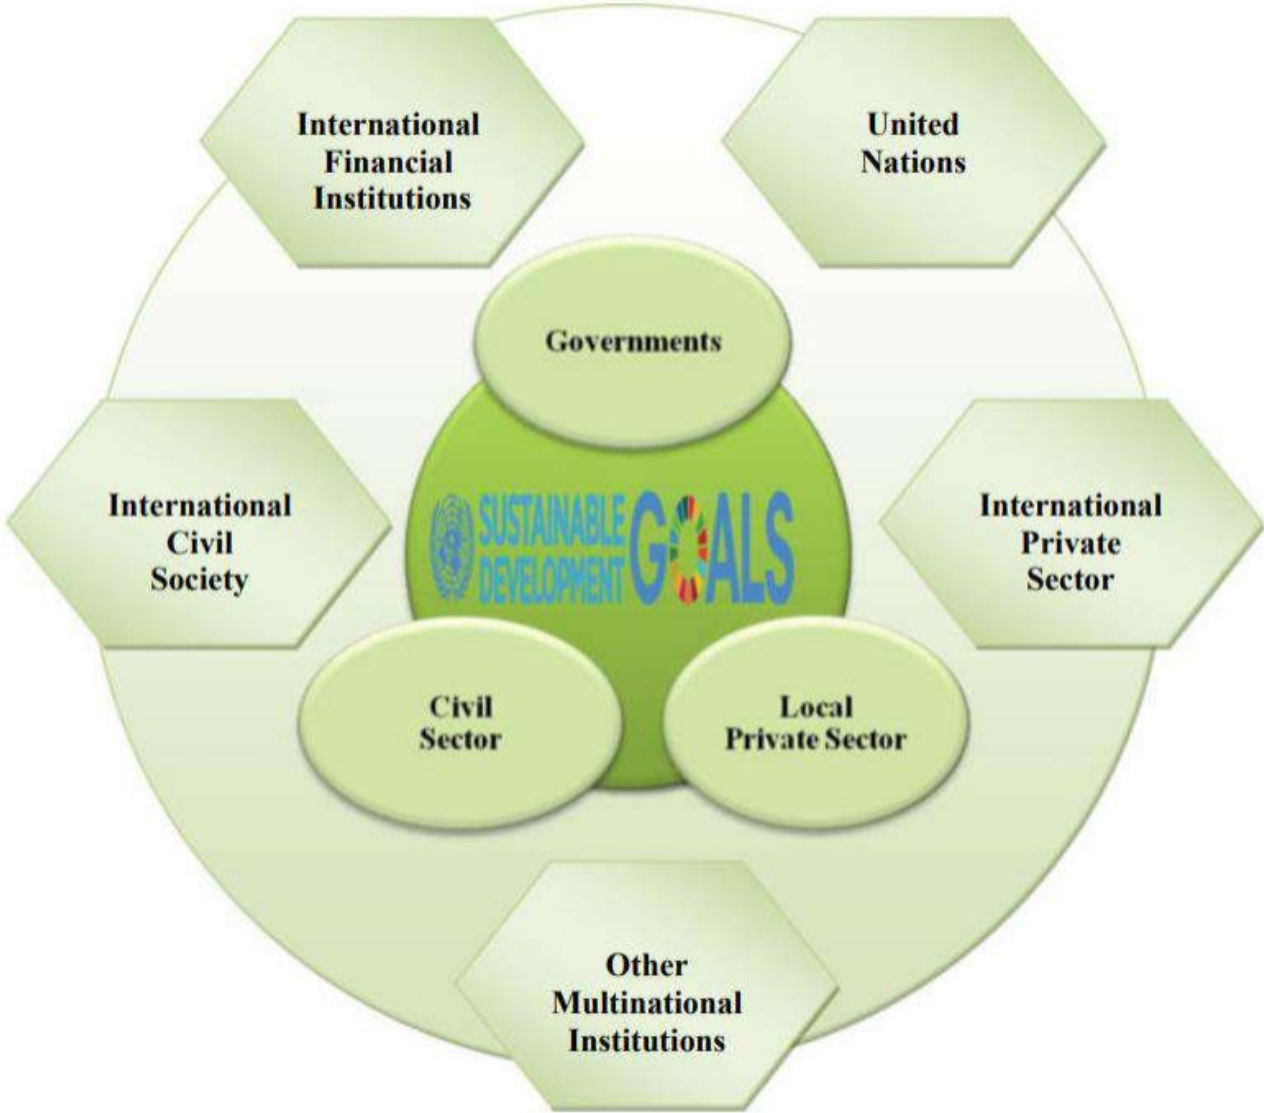 International
Financial
Institutions
United
Nations
Governments
International
Civil
Society
SUSTAINABLE
DEVELOPMENT
GOALS
International
Private
Sector
Civil
Sector
Local
Private Sector
Other
Multinational
Institutions